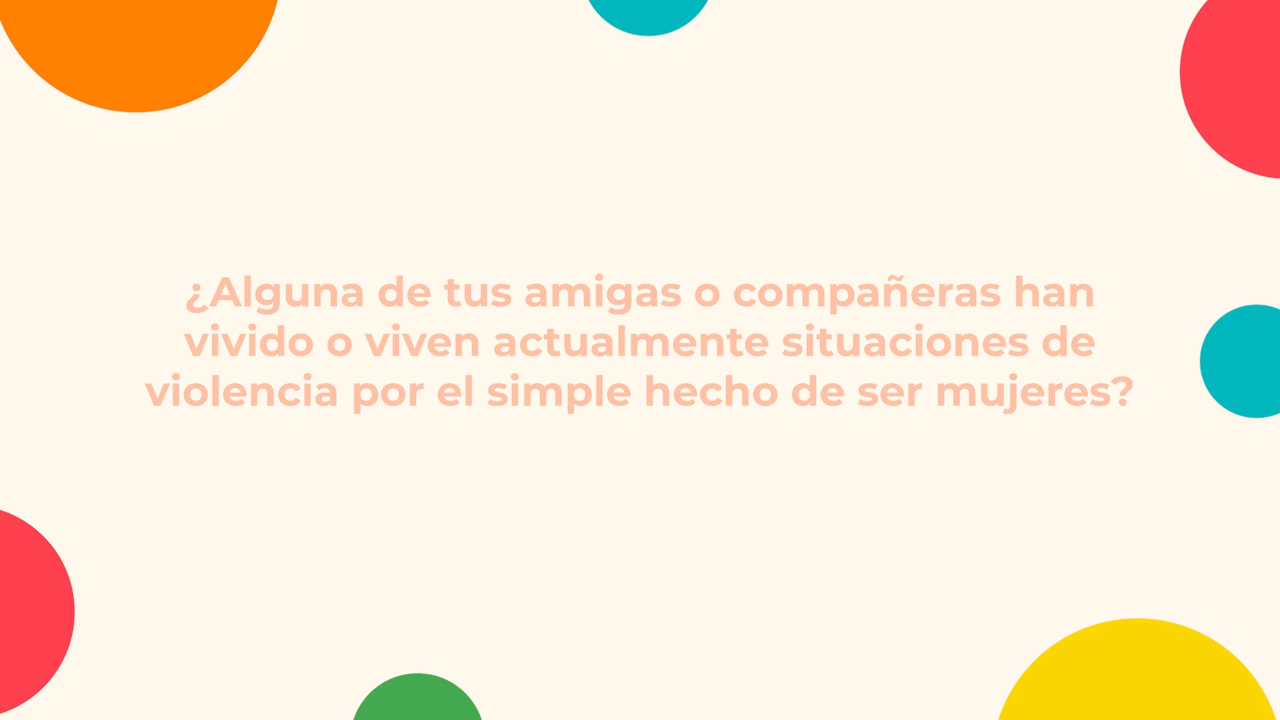 ¿Alguna de tus amigas o compañeras han
vivido o viven actualmente situaciones de
violencia por el simple hecho de ser mujeres?